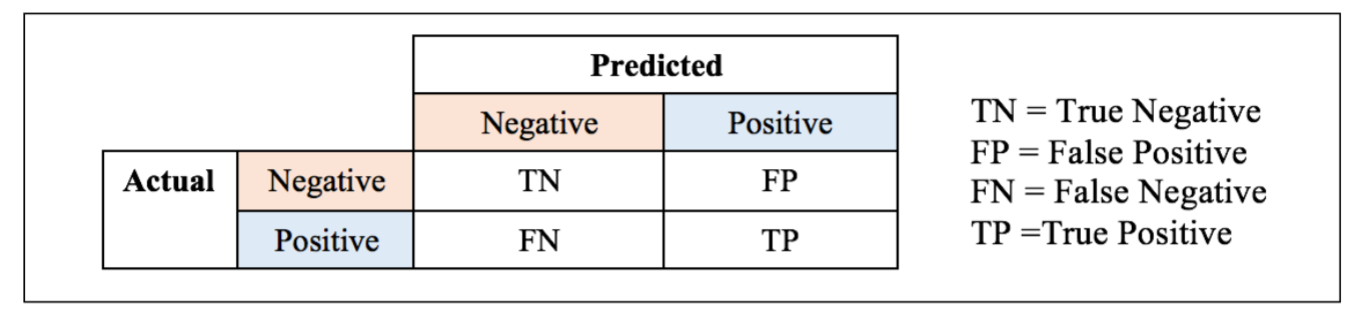 Predicted
Negative Positive
Actual Negative TN FP
Positive FN TP
TN = True Negative
FP = False Positive
FN = False Negative
TP =True Positive